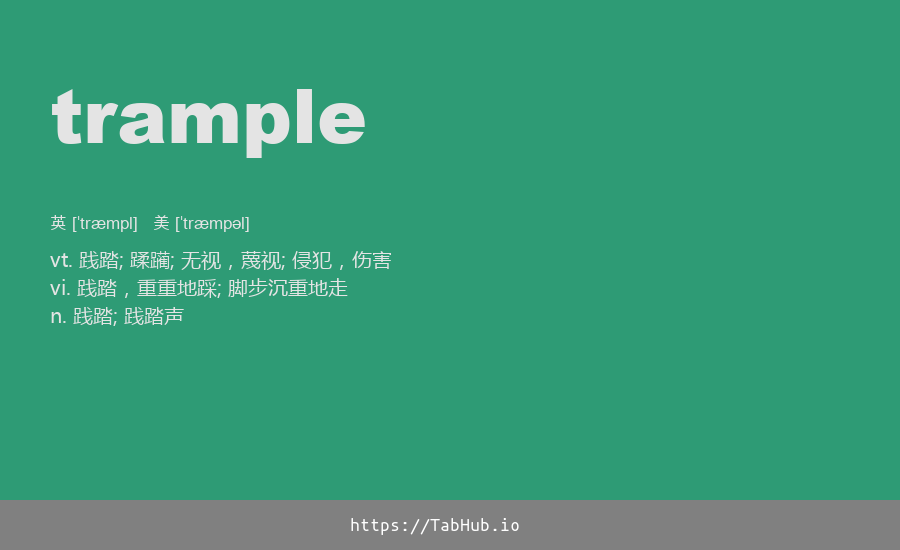 trample
英 ['træmpl]   美 ['træmpəl]
vt. 践踏; 蹂躏; 无视，蔑视; 侵犯，伤害
vi. 践踏，重重地踩; 脚步沉重地走
n. 践踏; 践踏声
https://TabHub.io